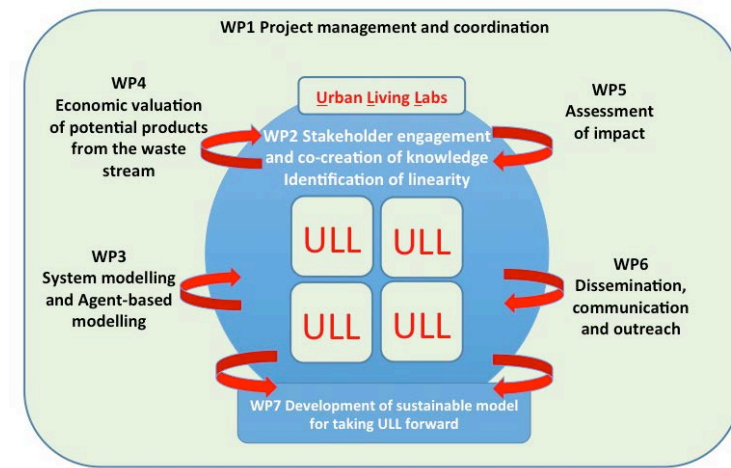 WP1 Project management and coordination
WP4
Economic valuation
of potential products
from the waste
stream
Urban Living Labs
WP5
Assessment
of impact
WP2 Stakeholder engagement
and co-creation of knowledge
Identification of linearity
ULL ULL
ULL ULL
WP3
System modelling
and Agent-based
modelling
WP6
Dissemination,
communication
and outreach
WP7 Development of sustainable model
for taking ULL forward